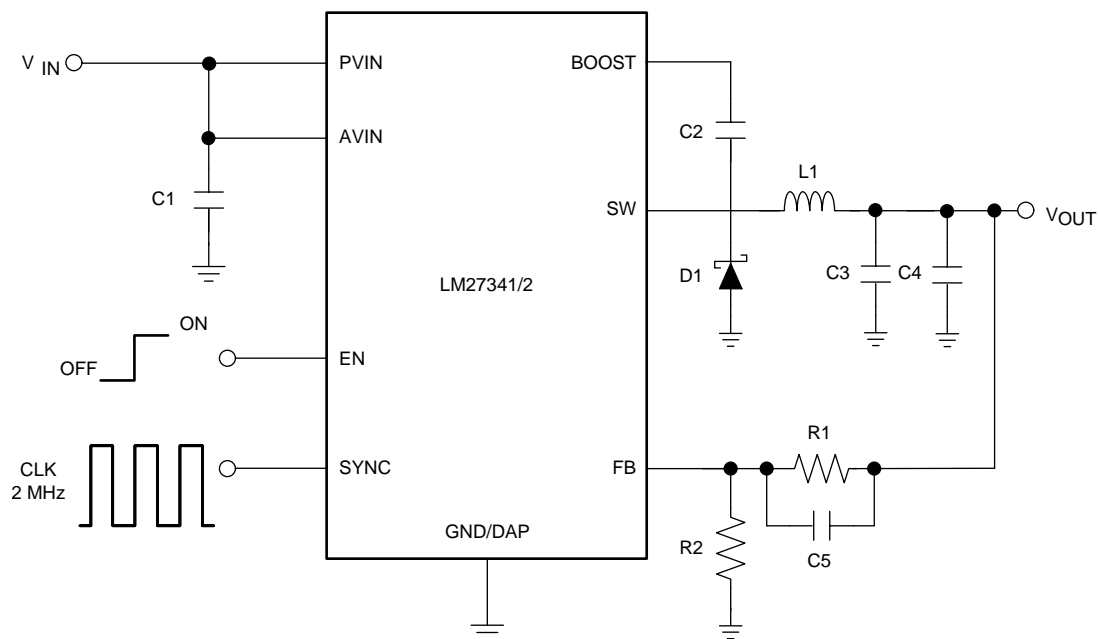 V IN
PVIN
BOOST
C2
AVIN
C1
L1
SW
VOUT
LM27341/2
D1
C3
C4
ON
OFF
EN
R1
CLK
2 MHz
SYNC
FB
GND/DAP
R2
C5